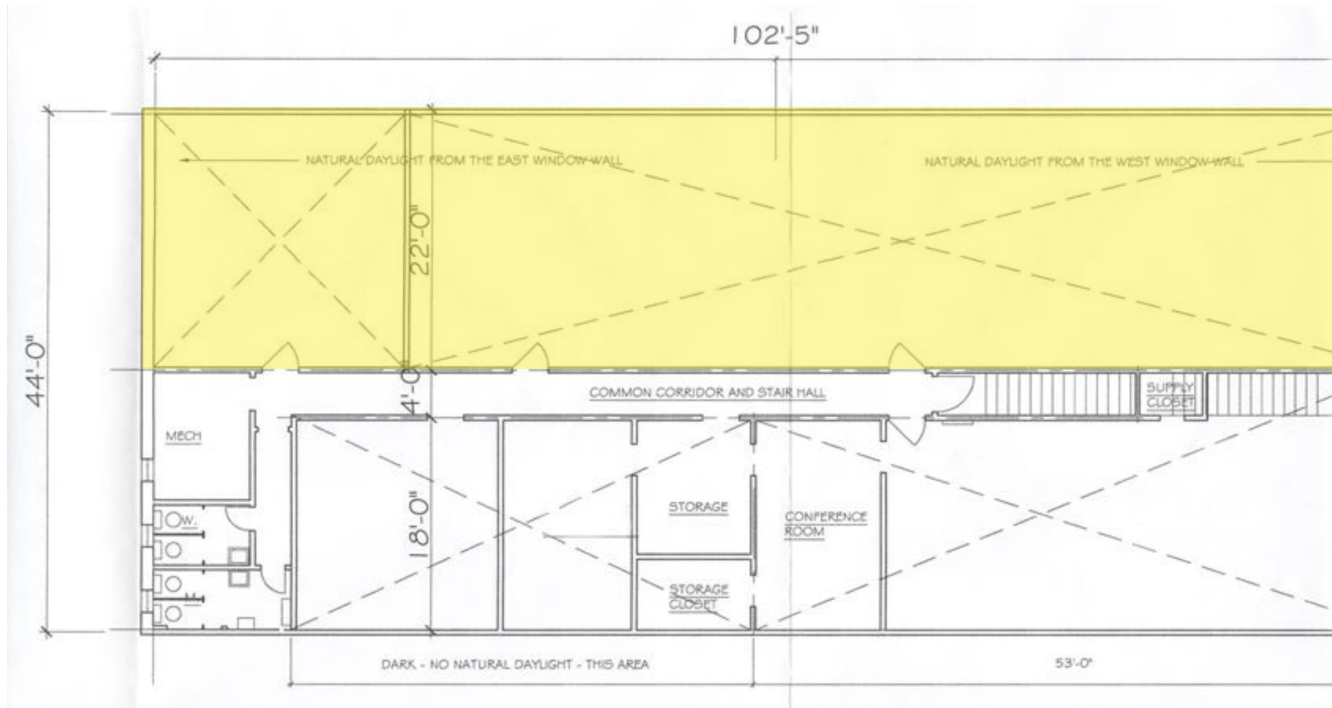 102'-5"
NATURAL DAYLIGHT FROM THE EAST WINDOW WALL
NATURAL DAYLIGHT FROM THE WEST WINDOW WALL
22'-0"
44'-0"
4'-0"
COMMON CORRIDOR AND STAIR HALL
SUPPLY
CLOSET
MECH
18'-0"
W.
STORAGE
CONFERENCE
ROOM
M.
STORAGE
CLOSET
DARK - NO NATURAL DAYLIGHT - THIS AREA
53'-0"